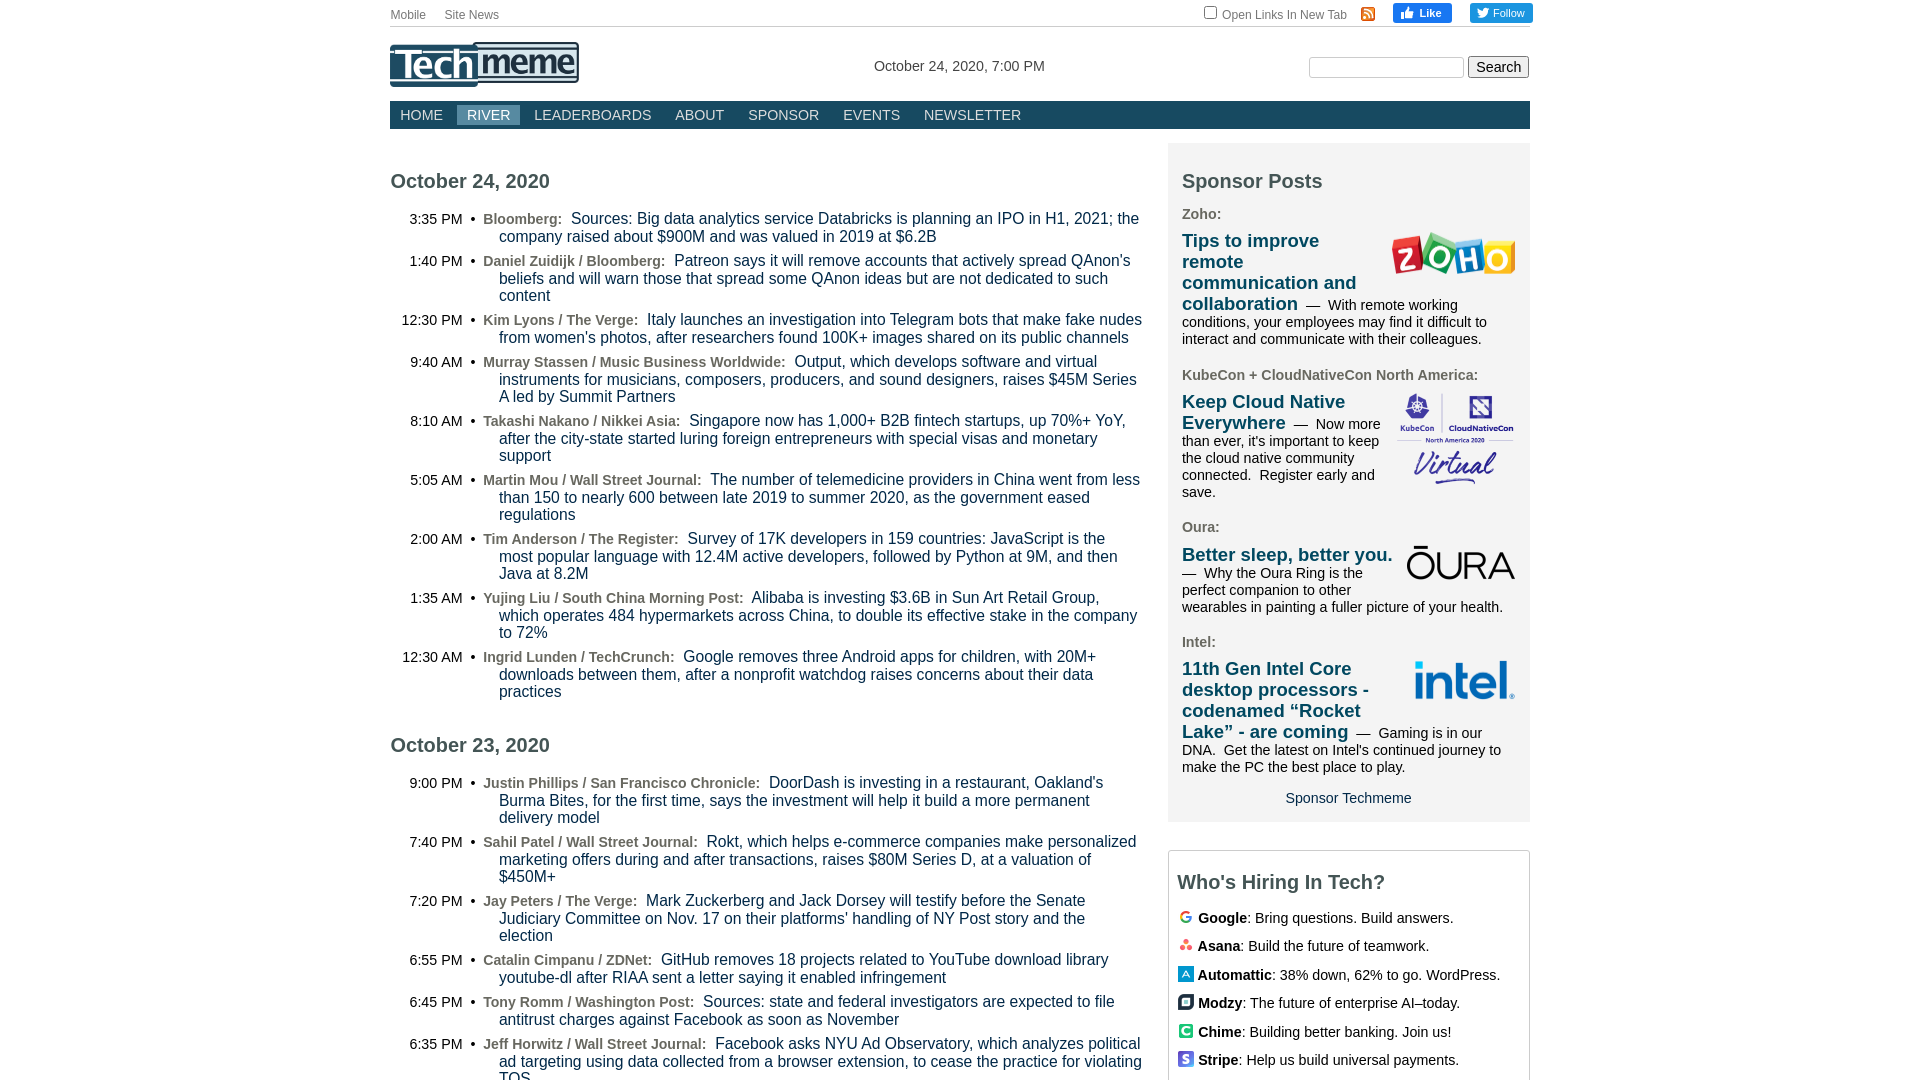 Mobile Site News
Open Links In New Tab Like Follow
Techmeme
October 24, 2020, 7:00 PM
Search
HOME RIVER LEADERBOARDS ABOUT SPONSOR EVENTS NEWSLETTER
October 24, 2020
3:35 PM • Bloomberg: Sources: Big data analytics service Databricks is planning an IPO in H1, 2021; the
company raised about $900M and was valued in 2019 at $6.2B
1:40 PM • Daniel Zuidijk / Bloomberg: Patreon says it will remove accounts that actively spread QAnon's
beliefs and will warn those that spread some QAnon ideas but are not dedicated to such
content
12:30 PM • Kim Lyons / The Verge: Italy launches an investigation into Telegram bots that make fake nudes
from women's photos, after researchers found 100K+ images shared on its public channels
9:40 AM • Murray Stassen / Music Business Worldwide: Output, which develops software and virtual
instruments for musicians, composers, producers, and sound designers, raises $45M Series
A led by Summit Partners
8:10 AM • Takashi Nakano / Nikkei Asia: Singapore now has 1,000+ B2B fintech startups, up 70%+ YoY,
after the city-state started luring foreign entrepreneurs with special visas and monetary
support
5:05 AM • Martin Mou / Wall Street Journal: The number of telemedicine providers in China went from less
than 150 to nearly 600 between late 2019 to summer 2020, as the government eased
regulations
2:00 AM • Tim Anderson / The Register: Survey of 17K developers in 159 countries: JavaScript is the
most popular language with 12.4M active developers, followed by Python at 9M, and then
Java at 8.2M
1:35 AM • Yujing Liu / South China Morning Post: Alibaba is investing $3.6B in Sun Art Retail Group,
which operates 484 hypermarkets across China, to double its effective stake in the company
to 72%
12:30 AM • Ingrid Lunden / TechCrunch: Google removes three Android apps for children, with 20M+
downloads between them, after a nonprofit watchdog raises concerns about their data
practices
October 23, 2020
9:00 PM • Justin Phillips / San Francisco Chronicle: DoorDash is investing in a restaurant, Oakland's
Burma Bites, for the first time, says the investment will help it build a more permanent
delivery model
7:40 PM • Sahil Patel / Wall Street Journal: Rokt, which helps e-commerce companies make personalized
marketing offers during and after transactions, raises $80M Series D, at a valuation of
$450M+
7:20 PM • Jay Peters / The Verge: Mark Zuckerberg and Jack Dorsey will testify before the Senate
Judiciary Committee on Nov. 17 on their platforms' handling of NY Post story and the
election
6:55 PM • Catalin Cimpanu / ZDNet: GitHub removes 18 projects related to YouTube download library
youtube-dl after RIAA sent a letter saying it enabled infringement
6:45 PM • Tony Romm / Washington Post: Sources: state and federal investigators are expected to file
antitrust charges against Facebook as soon as November
6:35 PM • Jeff Horwitz / Wall Street Journal: Facebook asks NYU Ad Observatory, which analyzes political
ad targeting using data collected from a browser extension, to cease the practice for violating
TOS
Sponsor Posts
Zoho:
ZOHO
Tips to improve
remote
communication and
collaboration — With remote working
conditions, your employees may find it difficult to
interact and communicate with their colleagues.
KubeCon + CloudNativeCon North America:
KubeCon CloudNativeCon
North America 2020
Virtual
Keep Cloud Native
Everywhere — Now more
than ever, it's important to keep
the cloud native community
connected. Register early and
save.
Oura:
ŌURA
Better sleep, better you.
— Why the Oura Ring is the
perfect companion to other
wearables in painting a fuller picture of your health.
Intel:
intel®
11th Gen Intel Core
desktop processors -
codenamed “Rocket
Lake” - are coming — Gaming is in our
DNA. Get the latest on Intel's continued journey to
make the PC the best place to play.
Sponsor Techmeme
Who's Hiring In Tech?
Google: Bring questions. Build answers.
Asana: Build the future of teamwork.
Automattic: 38% down, 62% to go. WordPress.
Modzy: The future of enterprise AI–today.
Chime: Building better banking. Join us!
Stripe: Help us build universal payments.